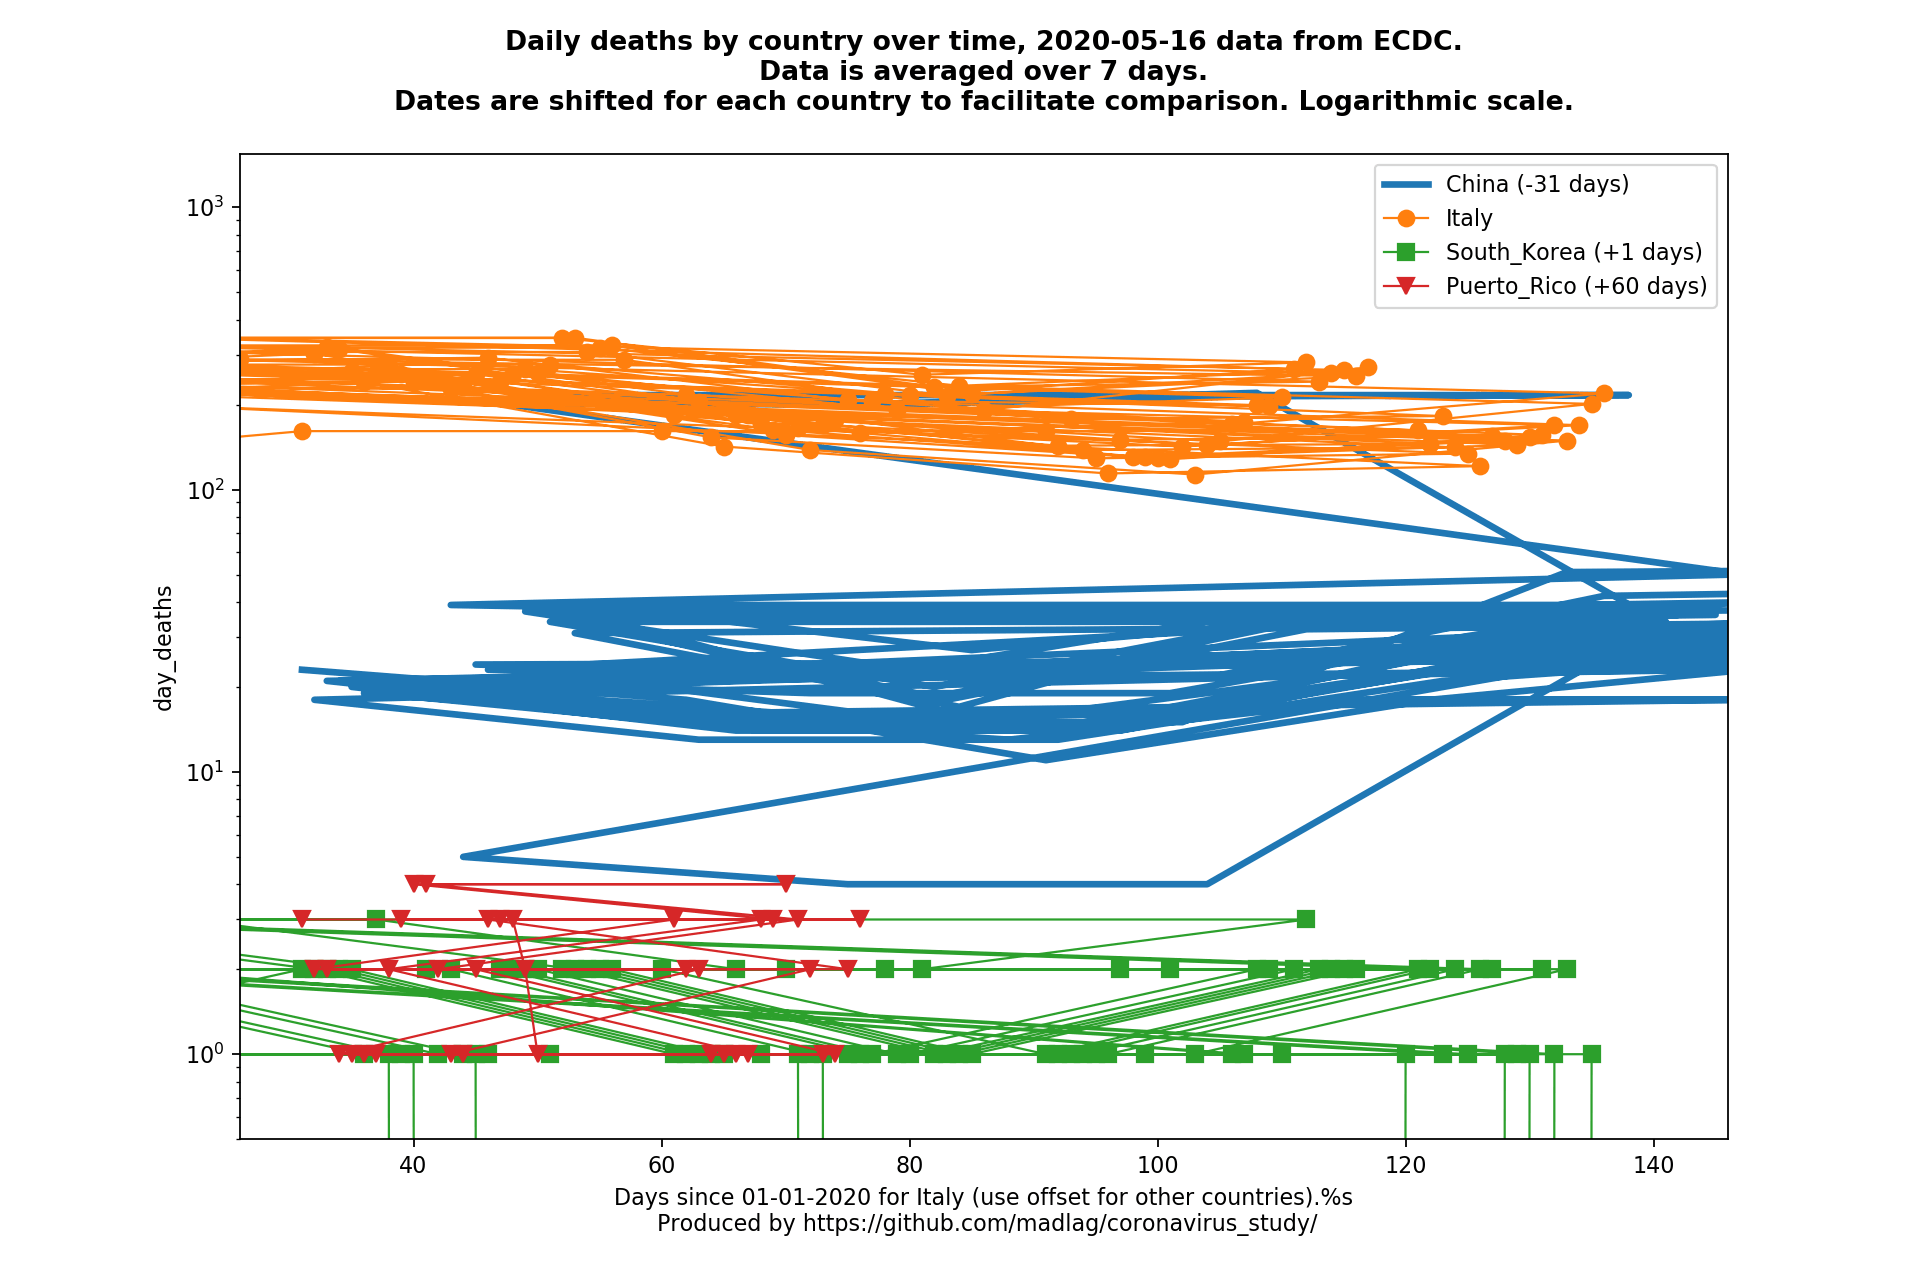 Daily deaths by country over time, 2020-05-16 data from ECDC.
Data is averaged over 7 days.
Dates are shifted for each country to facilitate comparison. Logarithmic scale.
China (-31 days)
Italy
South_Korea (+1 days)
Puerto_Rico (+60 days)
10³
10²
10¹
10⁰
day_deaths
40 60 80 100 120 140
Days since 01-01-2020 for Italy (use offset for other countries).%s
Produced by https://github.com/madlag/coronavirus_study/